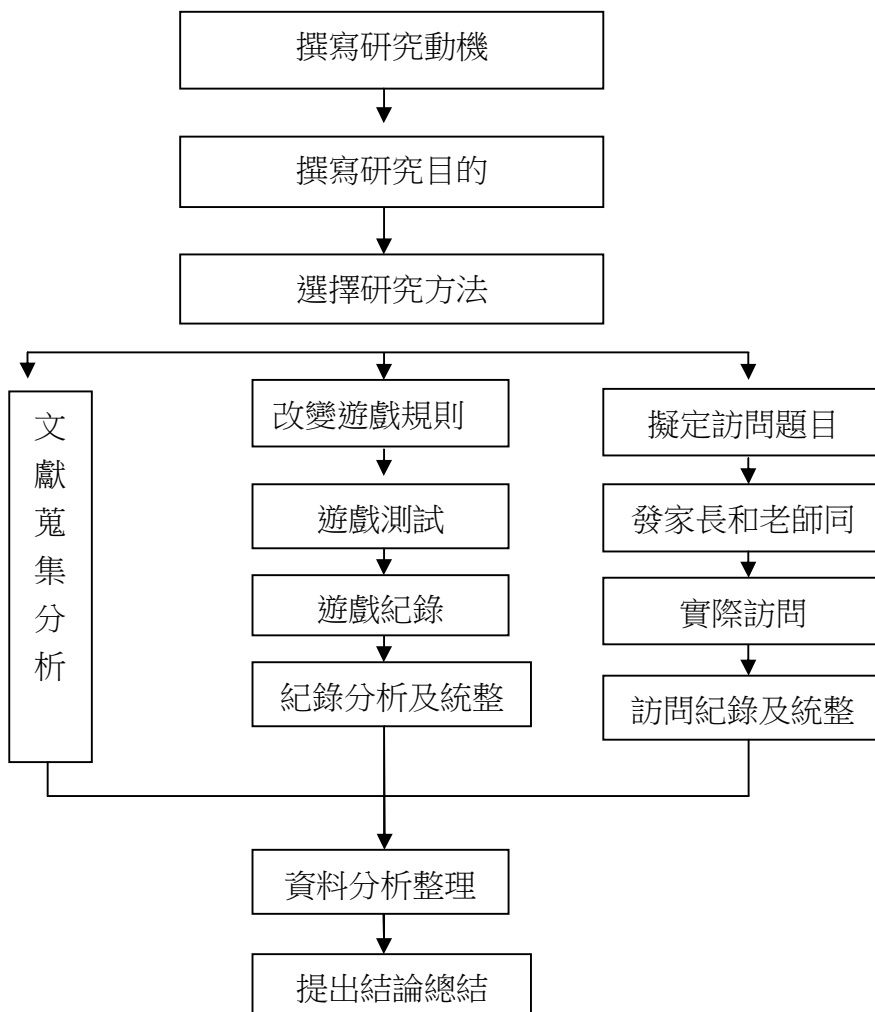 撰寫研究動機
撰寫研究目的
選擇研究方法
文獻蒐集分析
改變遊戲規則
遊戲測試
遊戲紀錄
紀錄分析及統整
擬定訪問題目
發家長和老師同
實際訪問
訪問紀錄及統整
資料分析整理
提出結論總結